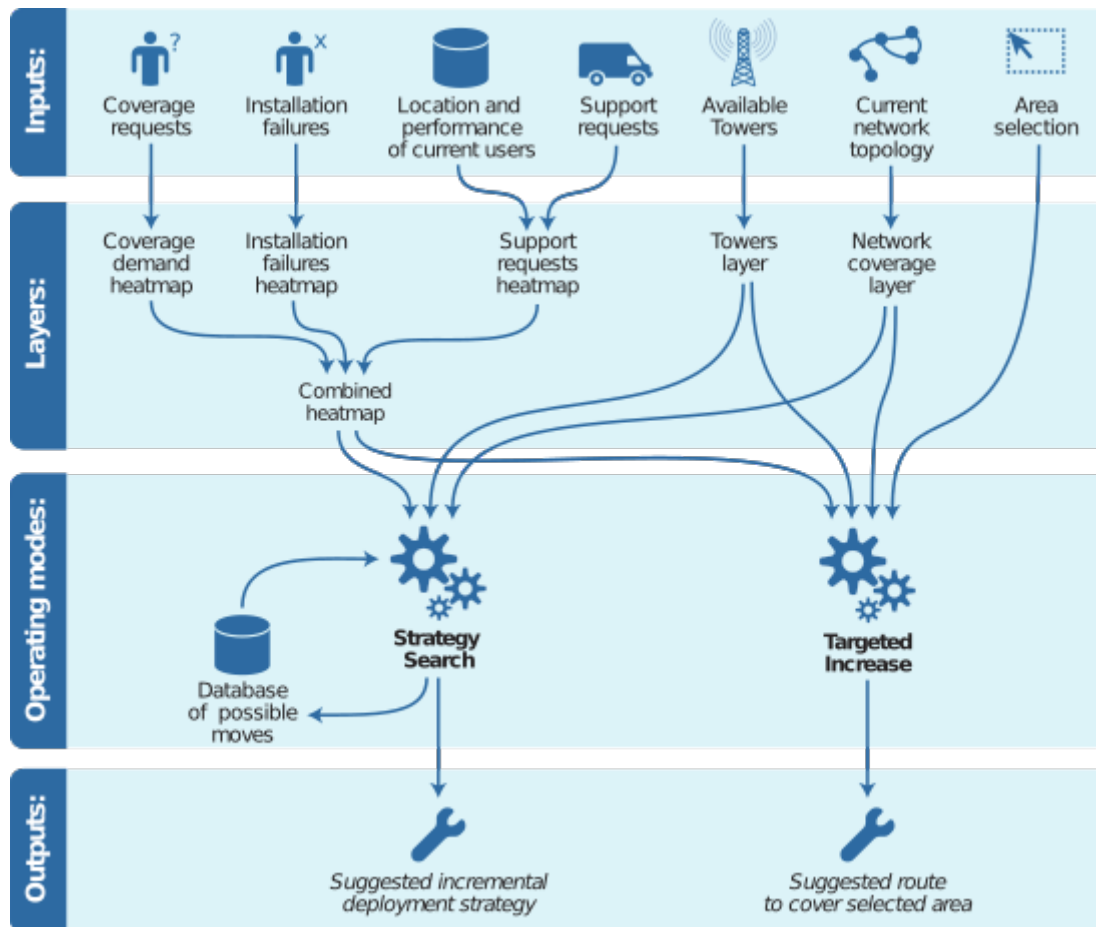 Inputs:
?
x
Coverage
requests
Installation
failures
Location and
performance
of current users
Support
requests
Available
Towers
Current
network
topology
Area
selection
Layers:
Coverage
demand
heatmap
Installation
failures
heatmap
Support
requests
heatmap
Towers
layer
Network
coverage
layer
Combined
heatmap
Operating modes:
Strategy
Search
Targeted
Increase
Database
of possible
moves
Outputs:
Suggested incremental
deployment strategy
Suggested route
to cover selected area